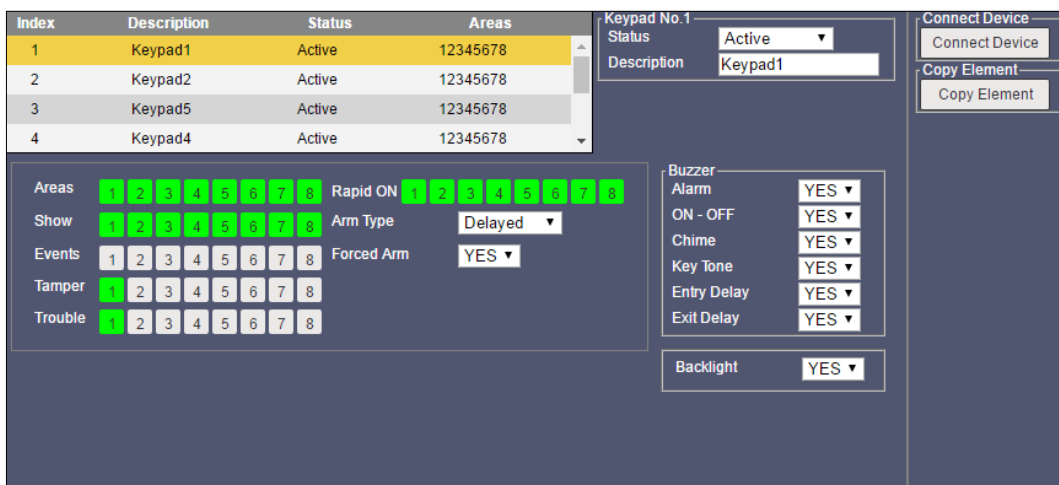 Index Description Status Areas
1 Keypad1 Active 12345678
2 Keypad2 Active 12345678
3 Keypad5 Active 12345678
4 Keypad4 Active 12345678
Keypad No.1
Status Active
Description Keypad1
Connect Device
Connect Device
Copy Element
Copy Element
Areas 1 2 3 4 5 6 7 8 Rapid ON 1 2 3 4 5 6 7 8
Show 1 2 3 4 5 6 7 8 Arm Type Delayed
Events 1 2 3 4 5 6 7 8 Forced Arm YES
Tamper 1 2 3 4 5 6 7 8
Trouble 1 2 3 4 5 6 7 8
Buzzer
Alarm YES
ON - OFF YES
Chime YES
Key Tone YES
Entry Delay YES
Exit Delay YES
Backlight YES